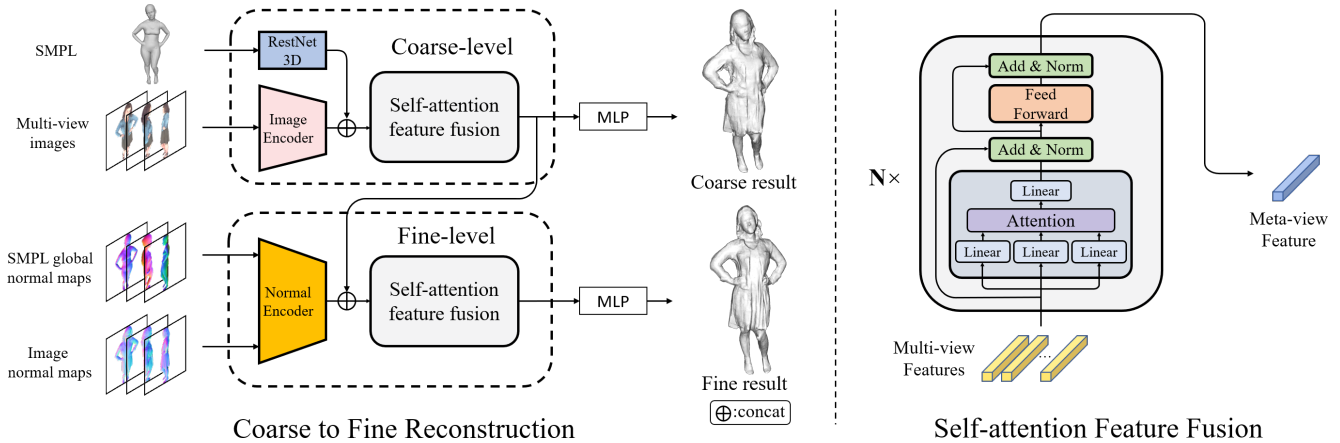 SMPL
RestNet
3D
Coarse-level
Multi-view
images
Image
Encoder
Self-attention
feature fusion
MLP
Coarse result
SMPL global
normal maps
Fine-level
Normal
Encoder
Self-attention
feature fusion
MLP
Image
normal maps
Fine result
:concat
Coarse to Fine Reconstruction
Add & Norm
Feed
Forward
Add & Norm
N×
Linear
Attention
Linear
Linear
Linear
Meta-view
Feature
Multi-view
Features
...
Self-attention Feature Fusion